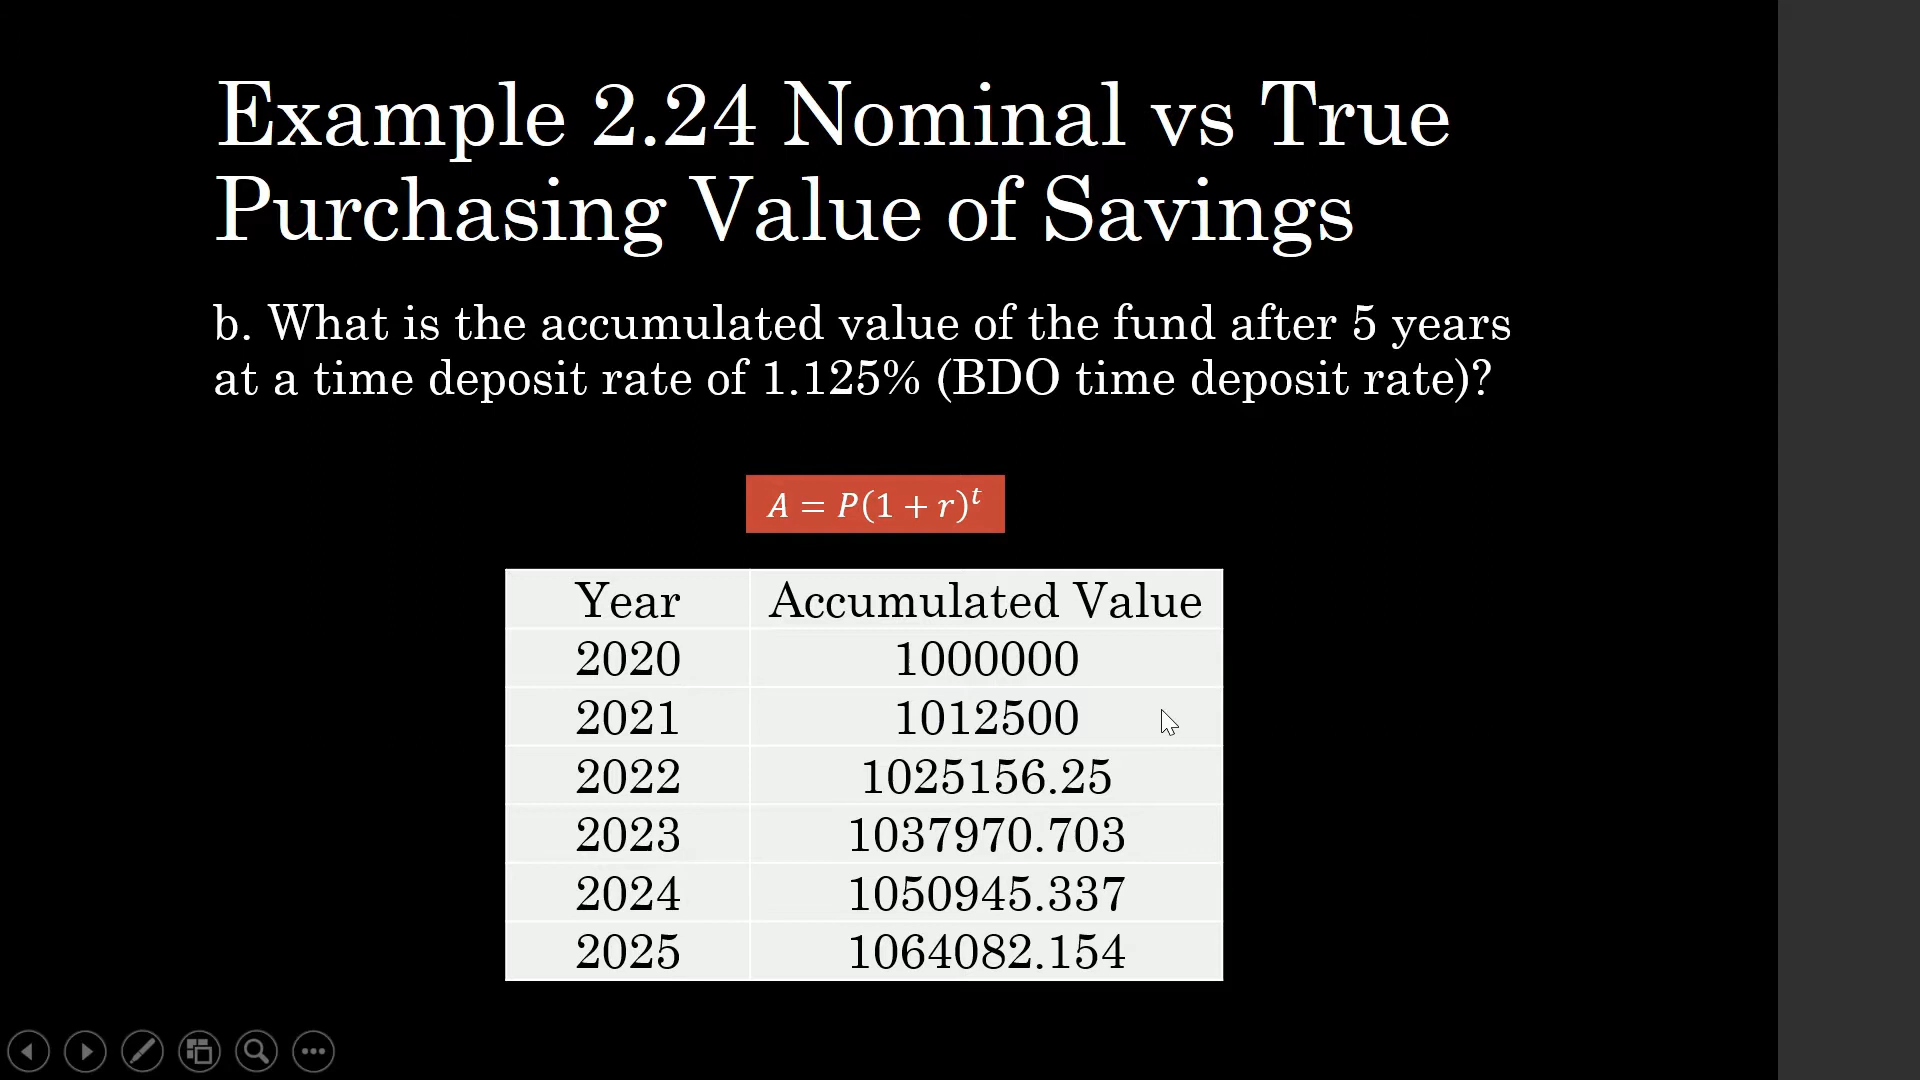 Example 2.24 Nominal vs True
Purchasing Value of Savings
b. What is the accumulated value of the fund after 5 years
at a time deposit rate of 1.125% (BDO time deposit rate)?
A = P(1 + r)^t
Year Accumulated Value
2020 1000000
2021 1012500
2022 1025156.25
2023 1037970.703
2024 1050945.337
2025 1064082.154